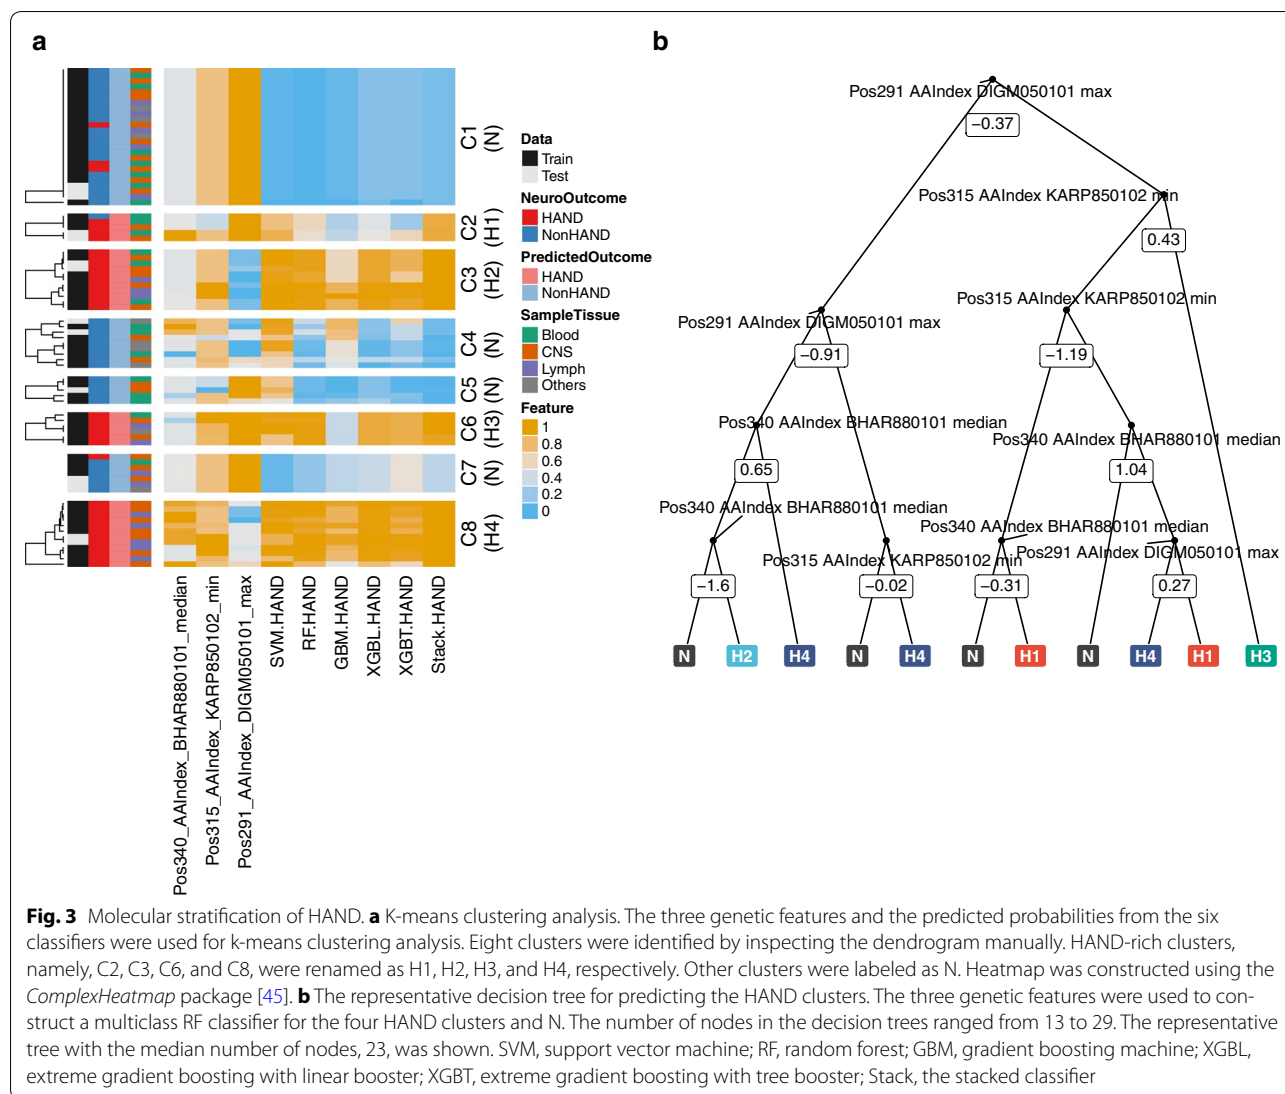 a
C1
(N)
C2
(H1)
C3
(H2)
C4
(N)
C5
(N)
C6
(H3)
C7
(N)
C8
(H4)
Pos340_AAIndex_BHAR880101_median
Pos315_AAIndex_KARP850102_min
Pos291_AAIndex_DIGM050101_max
SVM.HAND
RF.HAND
GBM.HAND
XGBL.HAND
XGBT.HAND
Stack.HAND
Data
Train
Test
NeuroOutcome
HAND
NonHAND
PredictedOutcome
HAND
NonHAND
SampleTissue
Blood
CNS
Lymph
Others
Feature
1
0.8
0.6
0.4
0.2
0
b
Pos291 AAIndex DIGM050101 max
−0.37
Pos315 AAIndex KARP850102 min
0.43
Pos315 AAIndex KARP850102 min
Pos291 AAIndex DIGM050101 max
−0.91
−1.19
Pos340 AAIndex BHAR880101 median
Pos340 AAIndex BHAR880101 median
0.65
1.04
Pos340 AAIndex BHAR880101 median
Pos340 AAIndex BHAR880101 median
Pos315 AAIndex KARP850102 min
Pos291 AAIndex DIGM050101 max
−1.6
−0.02
−0.31
0.27
N
H2
H4
N
H4
N
H1
N
H4
H1
H3
Fig. 3 Molecular stratification of HAND. a K-means clustering analysis. The three genetic features and the predicted probabilities from the six
classifiers were used for k-means clustering analysis. Eight clusters were identified by inspecting the dendrogram manually. HAND-rich clusters,
namely, C2, C3, C6, and C8, were renamed as H1, H2, H3, and H4, respectively. Other clusters were labeled as N. Heatmap was constructed using the
ComplexHeatmap package [45]. b The representative decision tree for predicting the HAND clusters. The three genetic features were used to con-
struct a multiclass RF classifier for the four HAND clusters and N. The number of nodes in the decision trees ranged from 13 to 29. The representative
tree with the median number of nodes, 23, was shown. SVM, support vector machine; RF, random forest; GBM, gradient boosting machine; XGBL,
extreme gradient boosting with linear booster; XGBT, extreme gradient boosting with tree booster; Stack, the stacked classifier